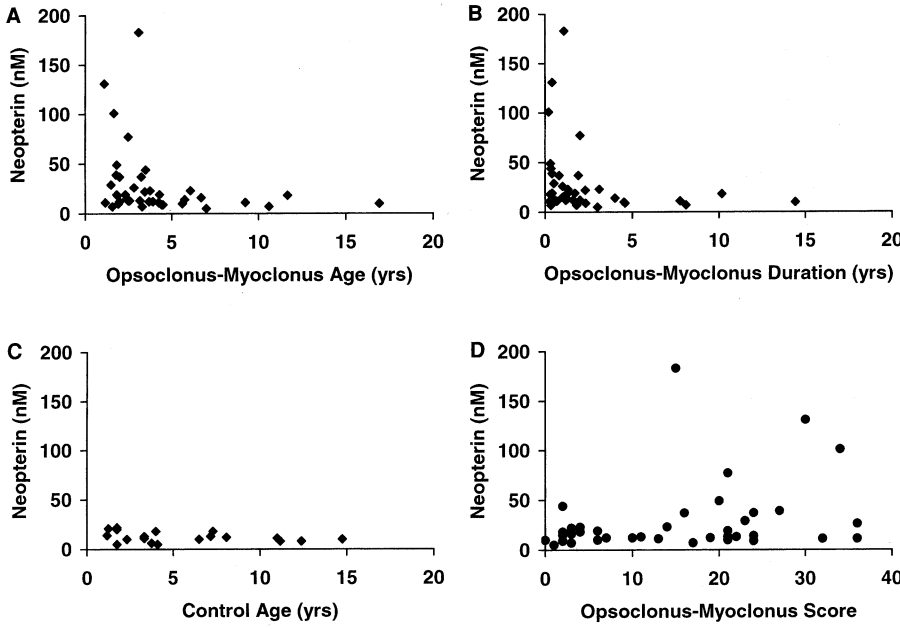 A
Neopterin (nM)
200
150
100
50
0
0 5 10 15 20
Opsoclonus-Myoclonus Age (yrs)
B
Neopterin (nM)
200
150
100
50
0
0 5 10 15 20
Opsoclonus-Myoclonus Duration (yrs)
C
Neopterin (nM)
200
150
100
50
0
0 5 10 15 20
Control Age (yrs)
D
Neopterin (nM)
200
150
100
50
0
0 10 20 30 40
Opsoclonus-Myoclonus Score